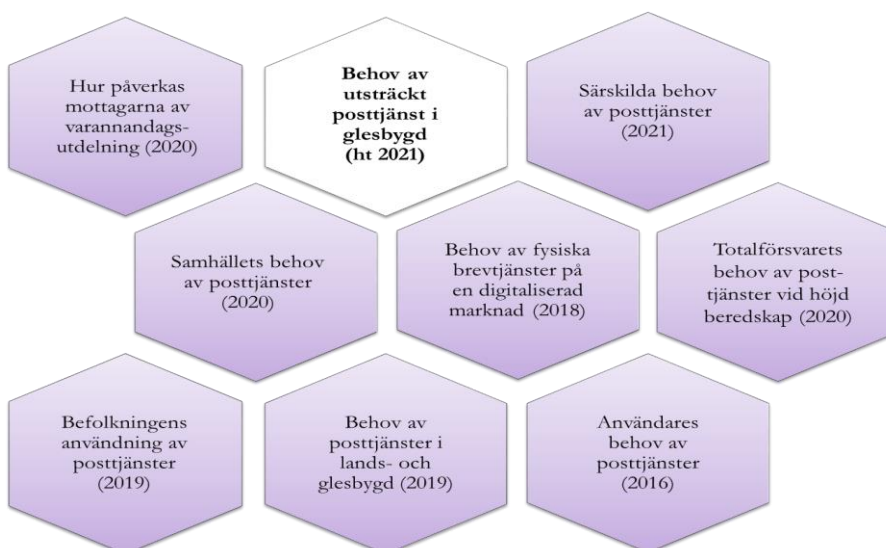 Hur påverkas
mottagarna av
varannandags-
utdelning (2020)
Behov av
utsträckt
posttjänst i
glesbygd
(ht 2021)
Särskilda behov
av posttjänster
(2021)
Samhällets behov
av posttjänster
(2020)
Behov av fysiska
brevtjänster på
en digitaliserad
marknad (2018)
Totalförsvarets
behov av post-
tjänster vid höjd
beredskap (2020)
Befolkningens
användning av
posttjänster
(2019)
Behov av
posttjänster i
lands- och
glesbygd (2019)
Användares
behov av
posttjänster
(2016)